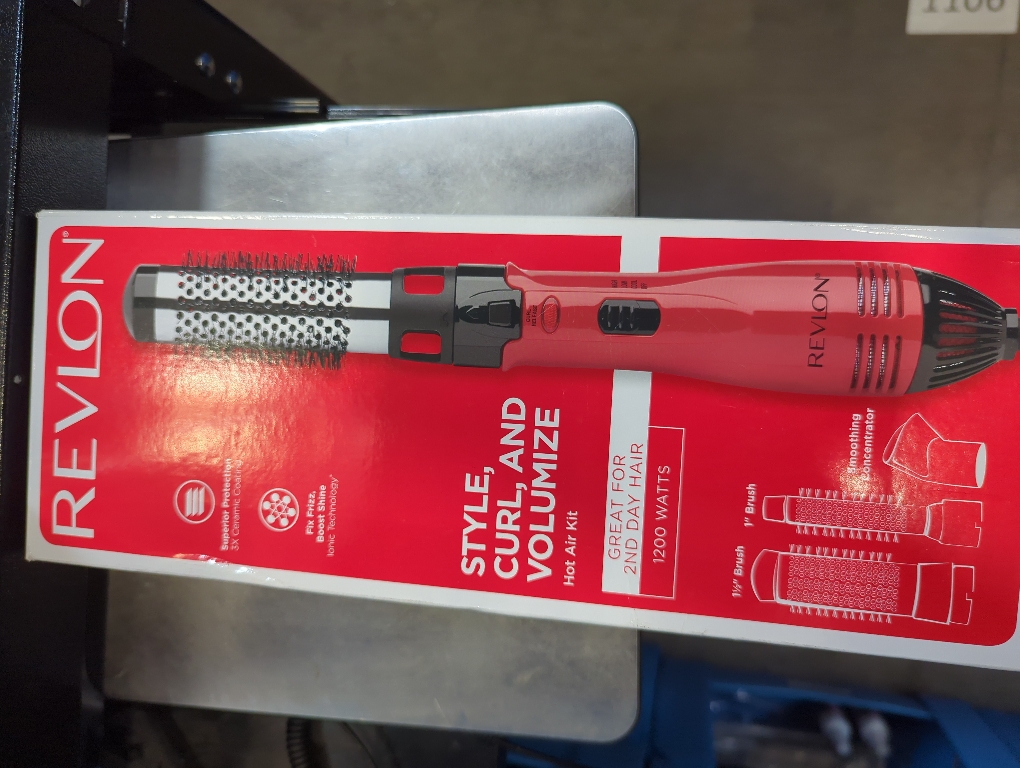 REVLON®
Superior Protection
3X Ceramic Coating
Fix Frizz,
Boost Shine
Ionic Technology*
STYLE,
CURL, AND
VOLUMIZE
Hot Air Kit
GREAT FOR
2ND DAY HAIR
1200 WATTS
REVLON®
Smoothing
Concentrator
1" Brush
1½" Brush
1106